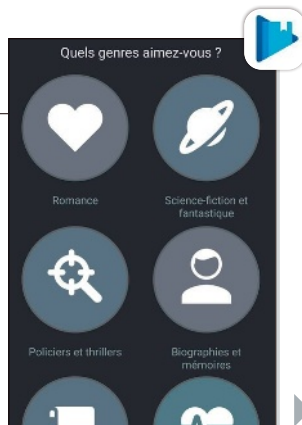 Quels genres aimez-vous ?
Romance
Science-fiction et
fantastique
Policiers et thrillers
Biographies et
mémoires